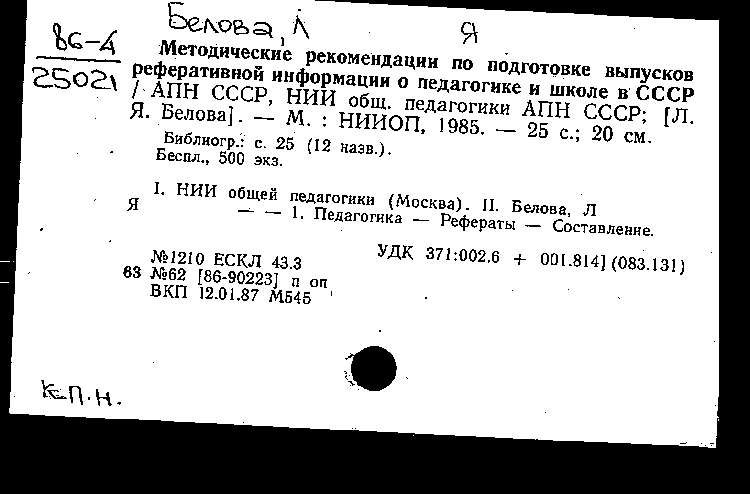 Белова, Л Я
86-4
25021
Методические рекомендации по подготовке выпусков
реферативной информации о педагогике и школе в СССР
/ АПН СССР, НИИ общ. педагогики АПН СССР; [Л.
Я. Белова]. — М. : НИИОП, 1985. — 25 с.; 20 см.
Библиогр.: с. 25 (12 назв.).
Беспл., 500 экз.
I. НИИ общей педагогики (Москва). II. Белова, Л
Я — — 1. Педагогика — Рефераты — Составление.
УДК 371:002.6 + 001.814] (083.131)
№1210 ЕСКЛ 43.3
63 №62 [86-90223] п оп
ВКП 12.01.87 М545
К.П.Н.